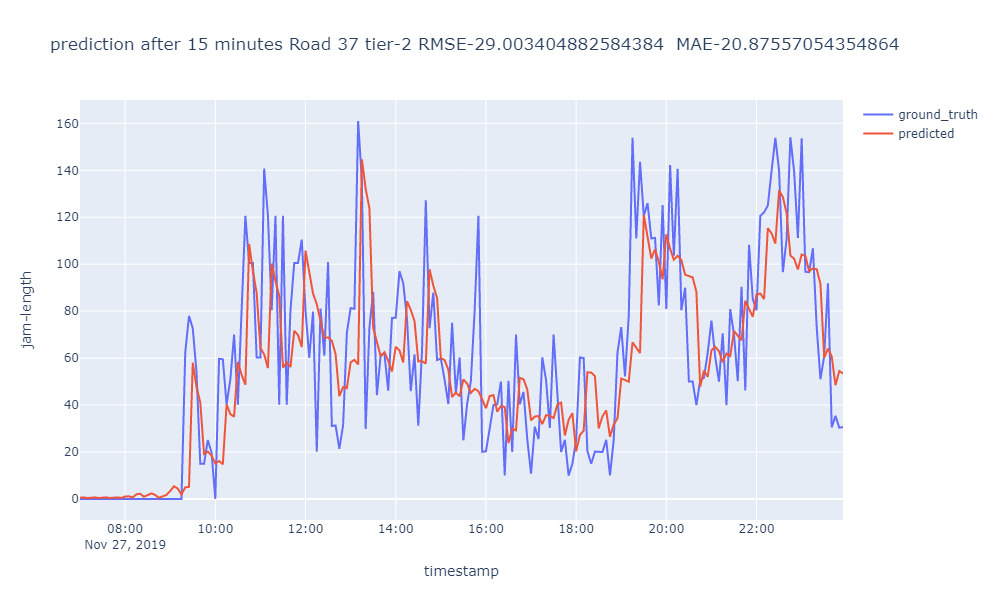 prediction after 15 minutes Road 37 tier-2 RMSE-29.003404882584384  MAE-20.87557054354864
ground_truth
predicted
jam-length
160
140
120
100
80
60
40
20
0
08:00 10:00 12:00 14:00 16:00 18:00 20:00 22:00
Nov 27, 2019
timestamp